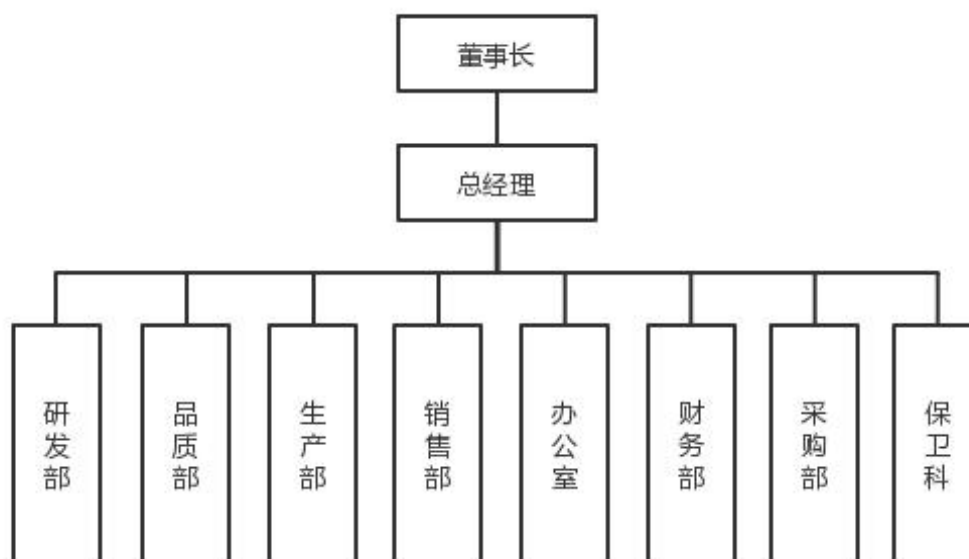 董事长
总经理
研发部
品质部
生产部
销售部
办公室
财务部
采购部
保卫科